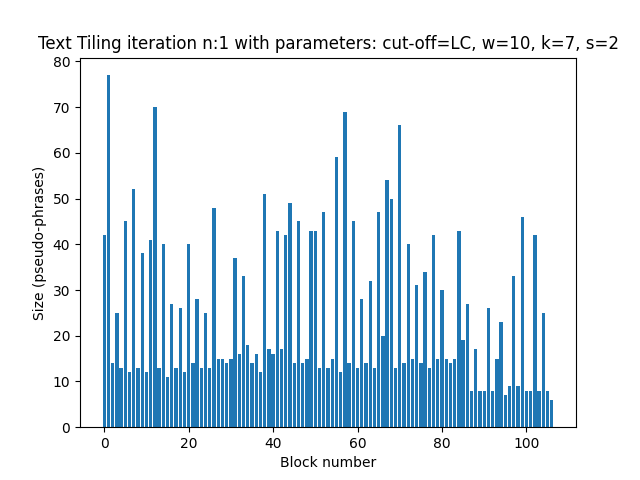 Text Tiling iteration n:1 with parameters: cut-off=LC, w=10, k=7, s=2
80
70
60
50
40
30
20
10
0
Size (pseudo-phrases)
0 20 40 60 80 100
Block number